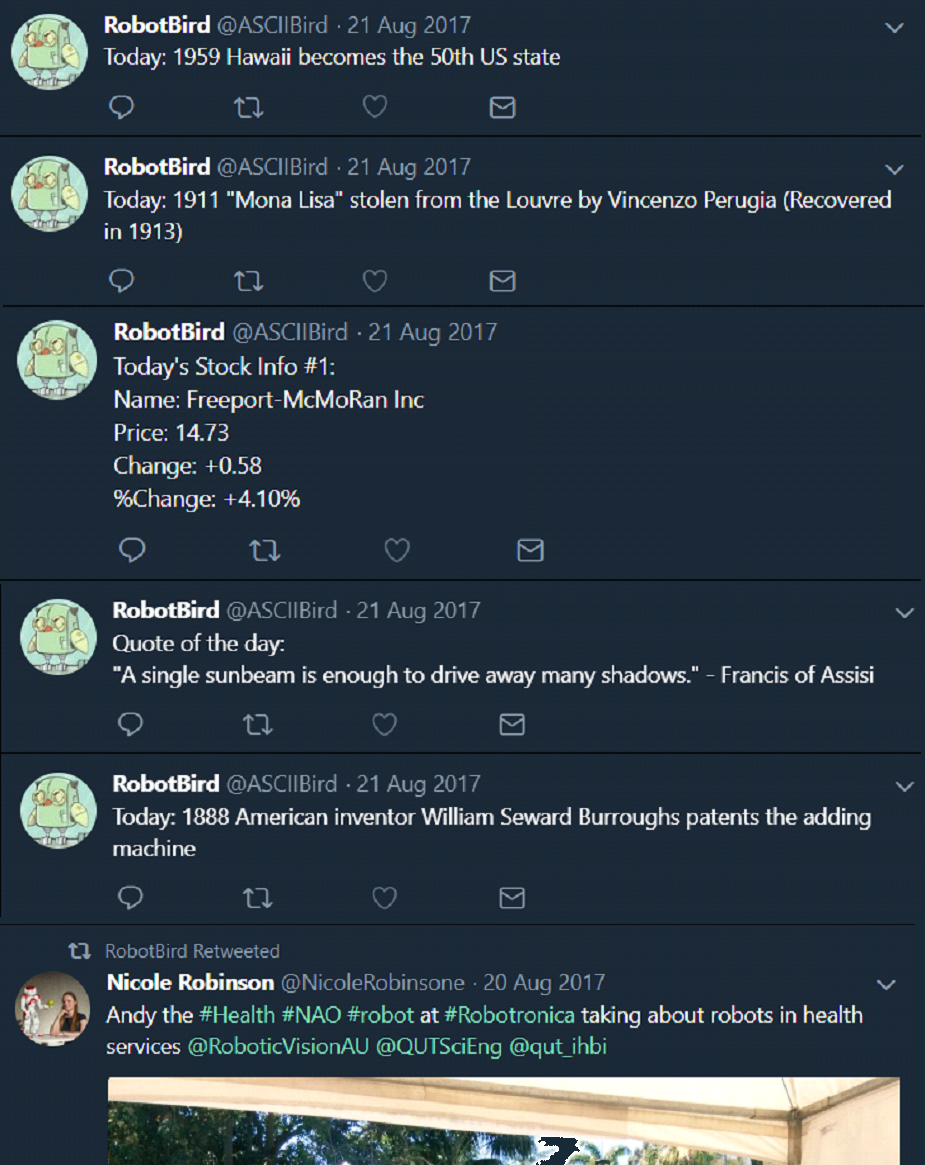 RobotBird @ASCIIBird · 21 Aug 2017
Today: 1959 Hawaii becomes the 50th US state
RobotBird @ASCIIBird · 21 Aug 2017
Today: 1911 "Mona Lisa" stolen from the Louvre by Vincenzo Perugia (Recovered
in 1913)
RobotBird @ASCIIBird · 21 Aug 2017
Today's Stock Info #1:
Name: Freeport-McMoRan Inc
Price: 14.73
Change: +0.58
%Change: +4.10%
RobotBird @ASCIIBird · 21 Aug 2017
Quote of the day:
"A single sunbeam is enough to drive away many shadows." - Francis of Assisi
RobotBird @ASCIIBird · 21 Aug 2017
Today: 1888 American inventor William Seward Burroughs patents the adding
machine
RobotBird Retweeted
Nicole Robinson @NicoleRobinsone · 20 Aug 2017
Andy the #Health #NAO #robot at #Robotronica taking about robots in health
services @RoboticVisionAU @QUTSciEng @qut_ihbi